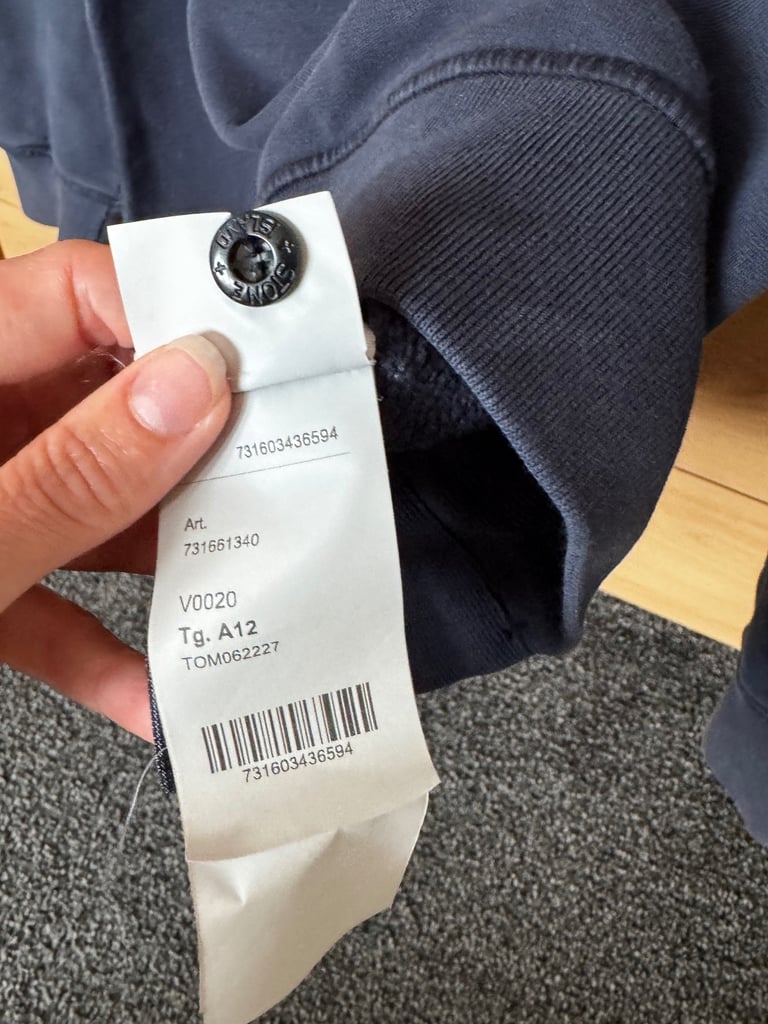 STONE ISLAND
731603436594
Art.
731661340
V0020
Tg. A12
TOM062227
731603436594